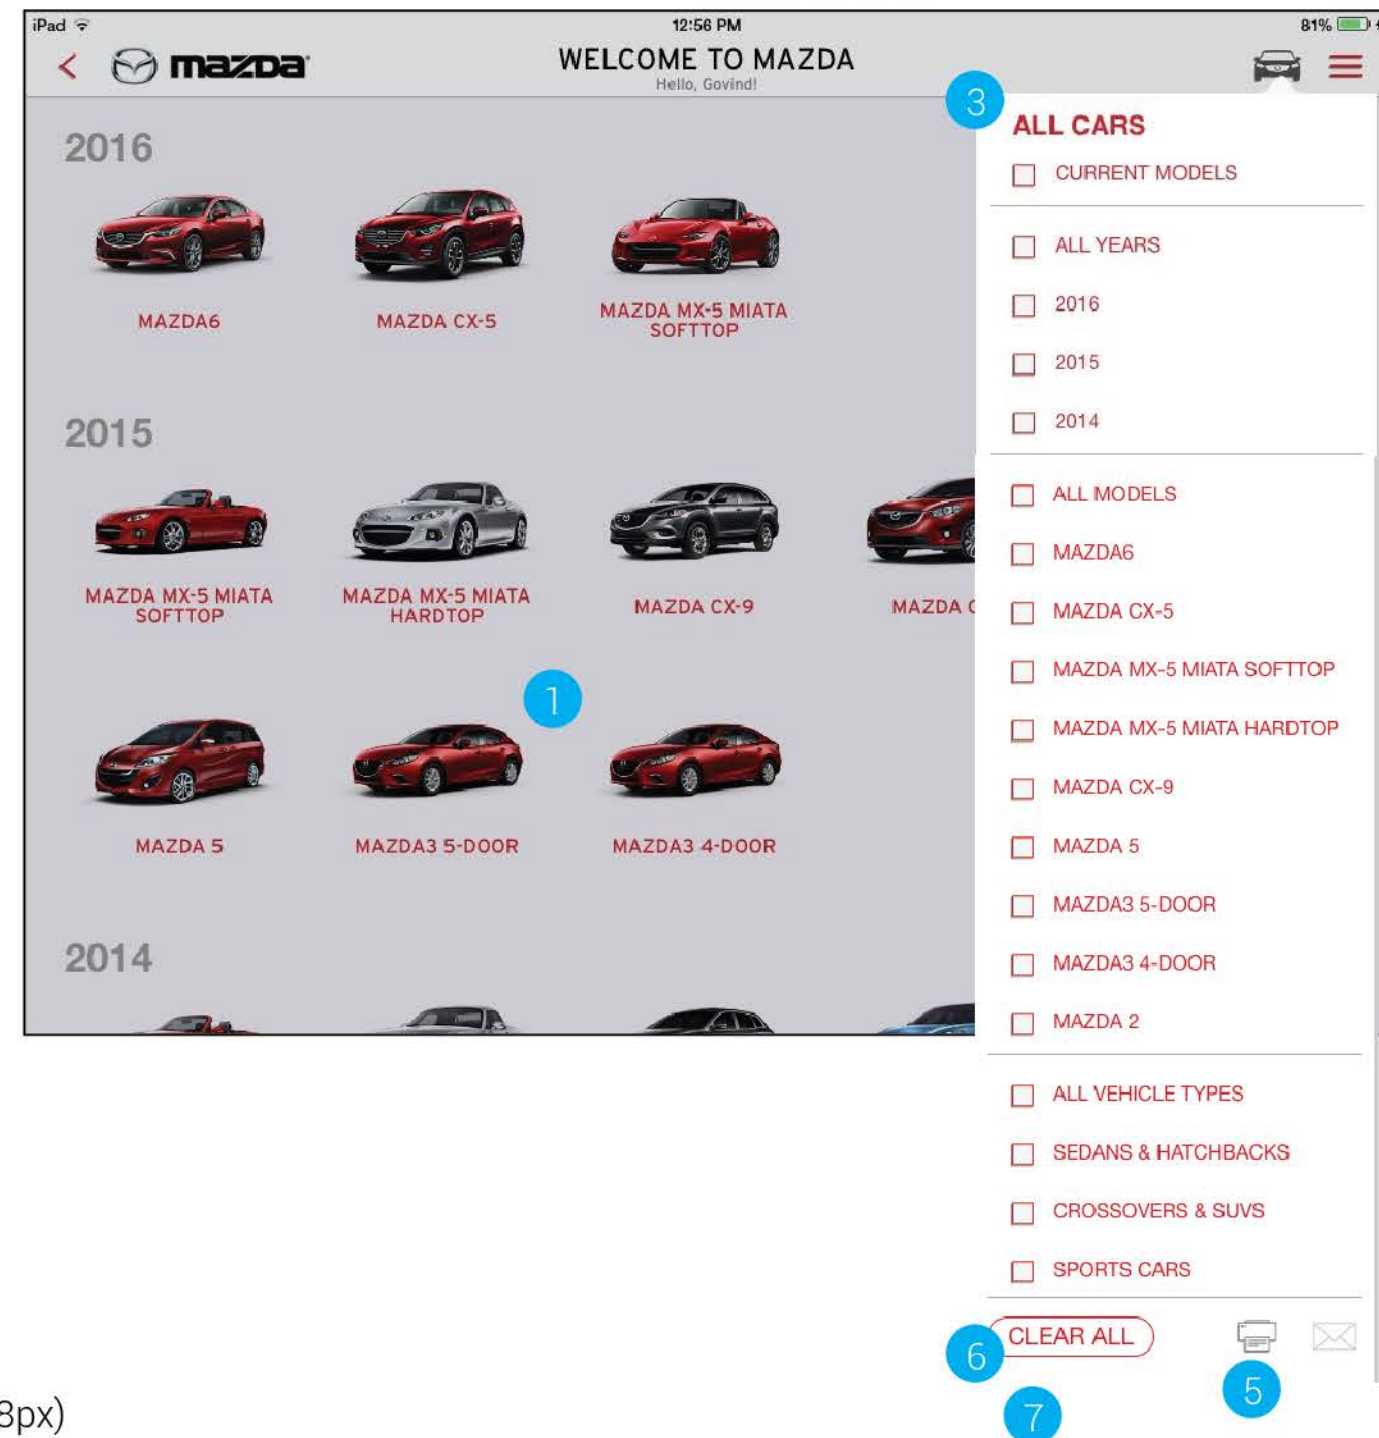 iPad 12:56 PM 81%
mazDa WELCOME TO MAZDA
Hello, Govind!
3
ALL CARS
CURRENT MODELS
ALL YEARS
2016
2015
2014
ALL MODELS
MAZDA6
MAZDA CX-5
MAZDA MX-5 MIATA SOFTTOP
MAZDA MX-5 MIATA HARDTOP
MAZDA CX-9
MAZDA 5
MAZDA3 5-DOOR
MAZDA3 4-DOOR
MAZDA 2
ALL VEHICLE TYPES
SEDANS & HATCHBACKS
CROSSOVERS & SUVS
SPORTS CARS
CLEAR ALL
6
5
7
2016
MAZDA6
MAZDA CX-5
MAZDA MX-5 MIATA
SOFTTOP
2015
MAZDA MX-5 MIATA
SOFTTOP
MAZDA MX-5 MIATA
HARDTOP
MAZDA CX-9
MAZDA
1
MAZDA 5
MAZDA3 5-DOOR
MAZDA3 4-DOOR
2014
8px)